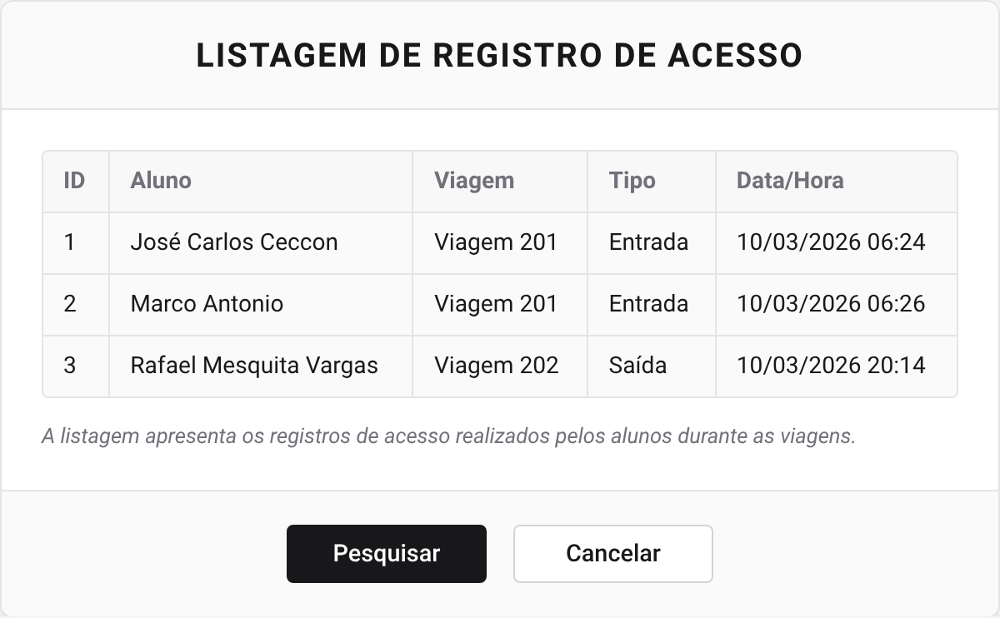 LISTAGEM DE REGISTRO DE ACESSO
ID Aluno Viagem Tipo Data/Hora
1 José Carlos Ceccon Viagem 201 Entrada 10/03/2026 06:24
2 Marco Antonio Viagem 201 Entrada 10/03/2026 06:26
3 Rafael Mesquita Vargas Viagem 202 Saída 10/03/2026 20:14
A listagem apresenta os registros de acesso realizados pelos alunos durante as viagens.
Pesquisar Cancelar